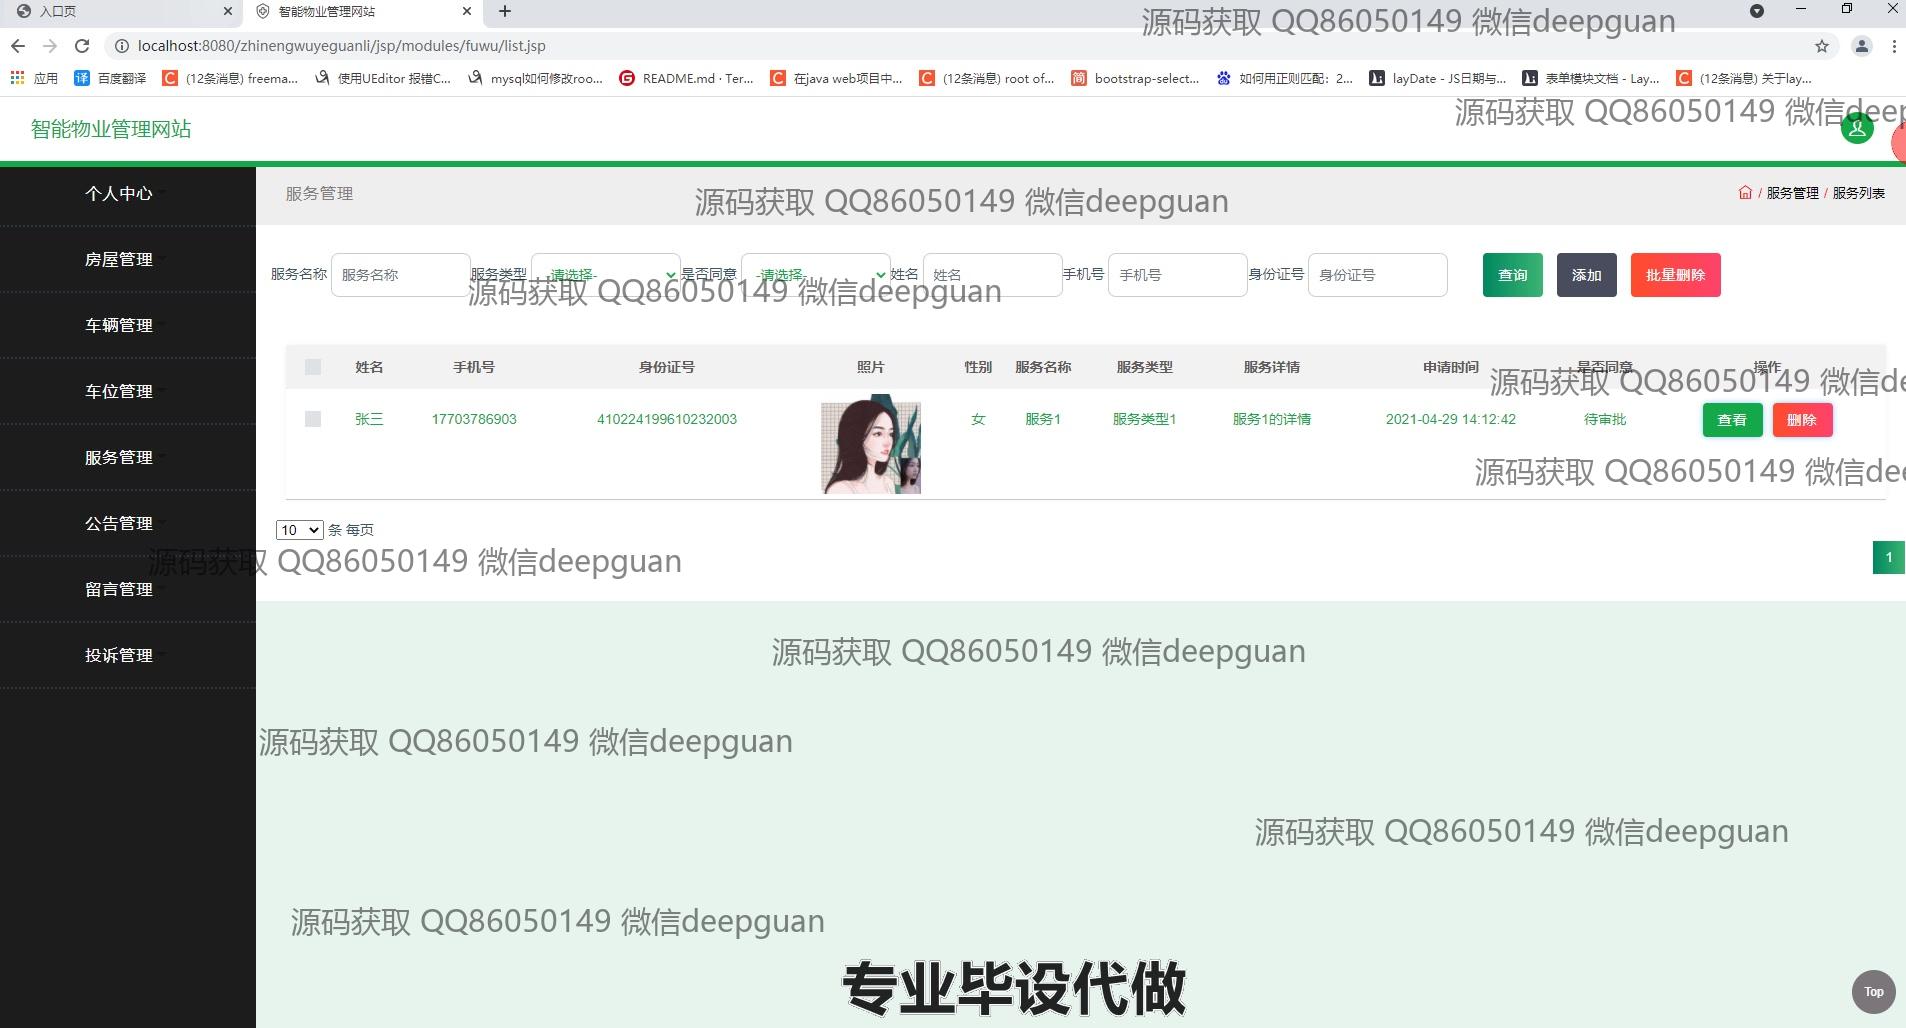 入口页
智能物业管理网站
源码获取 QQ86050149 微信deepguan
localhost:8080/zhinengwuyeguanli/jsp/modules/fuwu/list.jsp
应用 百度翻译 (12条消息) freema... 使用UEditor 报错C... mysql如何修改roo... README.md · Ter... 在java web项目中... (12条消息) root of... bootstrap-select... 如何用正则匹配：2... layDate - JS日期与... 表单模块文档 - Lay... (12条消息) 关于lay...
源码获取 QQ86050149 微信deep
智能物业管理网站
个人中心
房屋管理
车辆管理
车位管理
服务管理
公告管理
留言管理
投诉管理
服务管理
源码获取 QQ86050149 微信deepguan
/ 服务管理 / 服务列表
服务名称 服务名称 服务类型 -请选择- 是否同意 -请选择- 姓名 姓名 手机号 手机号 身份证号 身份证号 查询 添加 批量删除
源码获取 QQ86050149 微信deepguan
姓名 手机号 身份证号 照片 性别 服务名称 服务类型 服务详情 申请时间 是否同意 操作
源码获取 QQ86050149 微信de
张三 17703786903 410224199610232003 女 服务1 服务类型1 服务1的详情 2021-04-29 14:12:42 待审批 查看 删除
源码获取 QQ86050149 微信dee
10 条 每页
源码获取 QQ86050149 微信deepguan
1
源码获取 QQ86050149 微信deepguan
源码获取 QQ86050149 微信deepguan
源码获取 QQ86050149 微信deepguan
源码获取 QQ86050149 微信deepguan
专业毕设代做
Top